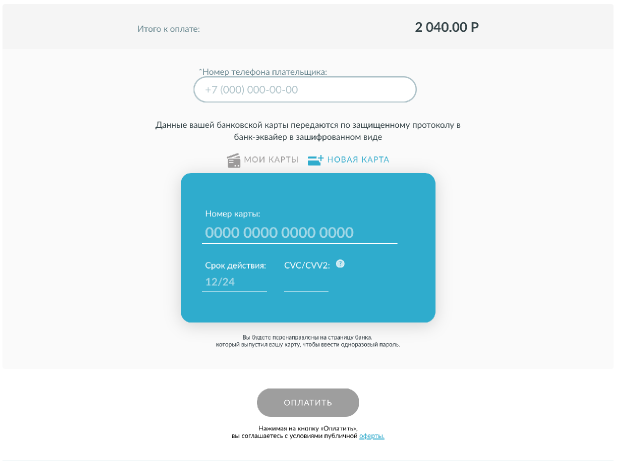 Итого к оплате: 2 040.00 Р
*Номер телефона плательщика:
+7 (000) 000-00-00
Данные вашей банковской карты передаются по защищенному протоколу в
банк-эквайер в зашифрованном виде
МОИ КАРТЫ НОВАЯ КАРТА
Номер карты:
0000 0000 0000 0000
Срок действия: CVC/CVV2: ?
12/24
Вы будете перенаправлены на страницу банка,
который выпустил вашу карту, чтобы ввести одноразовый пароль.
ОПЛАТИТЬ
Нажимая на кнопку «Оплатить»,
вы соглашаетесь с условиями публичной оферты.